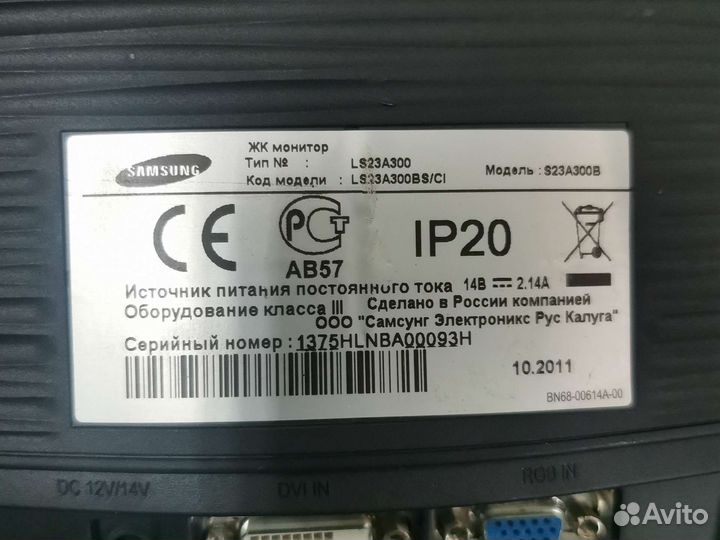 SAMSUNG
ЖК монитор
Тип № : LS23A300
Код модели : LS23A300BS/CI
Модель : S23A300B
CE
РСТ
АВ57
IP20
Источник питания постоянного тока 14В 2.14А
Оборудование класса III Сделано в России компанией
ООО "Самсунг Электроникс Рус Калуга"
Серийный номер : 1375HLNBA00093H
10.2011
BN68-00614A-00
DC 12V/14V
DVI IN
RGB IN
Avito